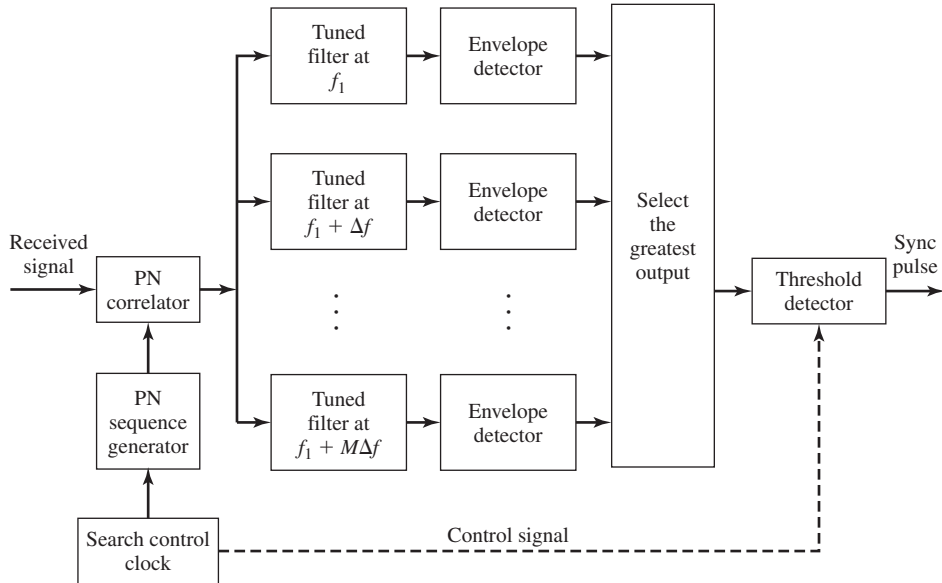 Tuned
filter at
f₁
Envelope
detector
Tuned
filter at
f₁ + Δf
Envelope
detector
Select
the
greatest
output
Received
signal
PN
correlator
Threshold
detector
Sync
pulse
PN
sequence
generator
Tuned
filter at
f₁ + MΔf
Envelope
detector
Search control
clock
Control signal